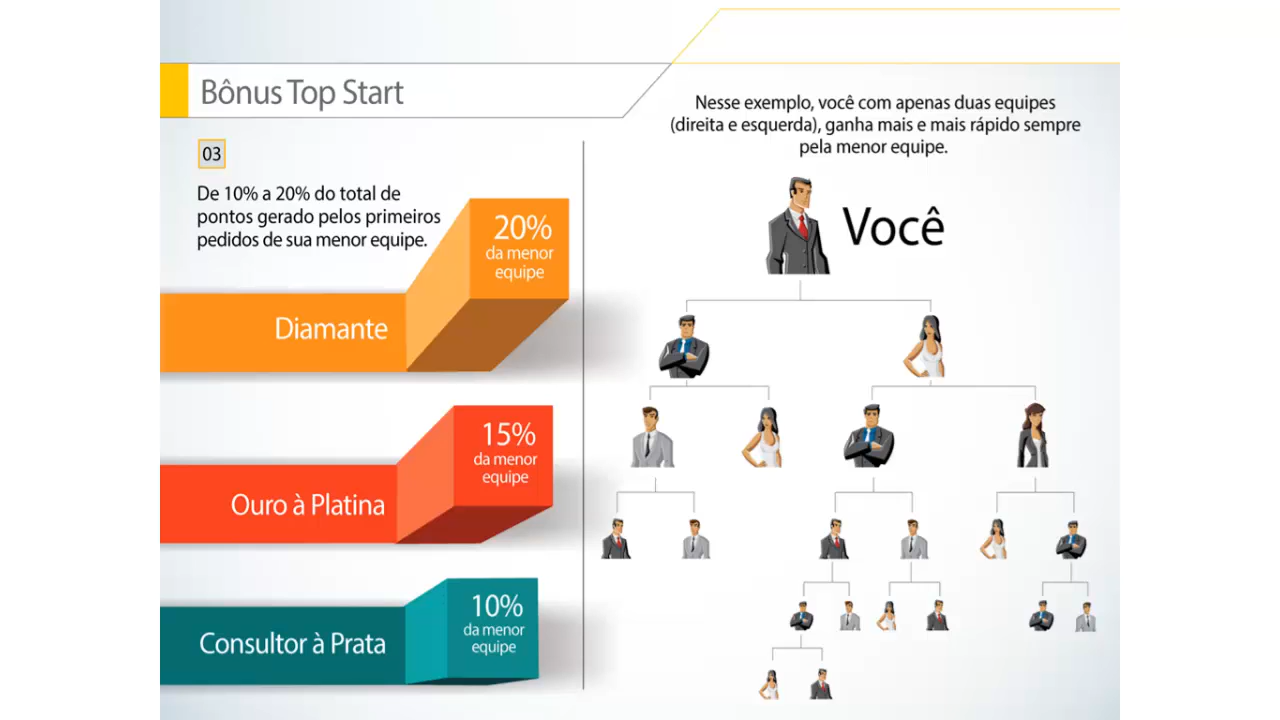 Bônus Top Start
03
De 10% a 20% do total de
pontos gerado pelos primeiros
pedidos de sua menor equipe.
20%
da menor
equipe
Diamante
15%
da menor
equipe
Ouro à Platina
10%
da menor
equipe
Consultor à Prata
Nesse exemplo, você com apenas duas equipes
(direita e esquerda), ganha mais e mais rápido sempre
pela menor equipe.
Você